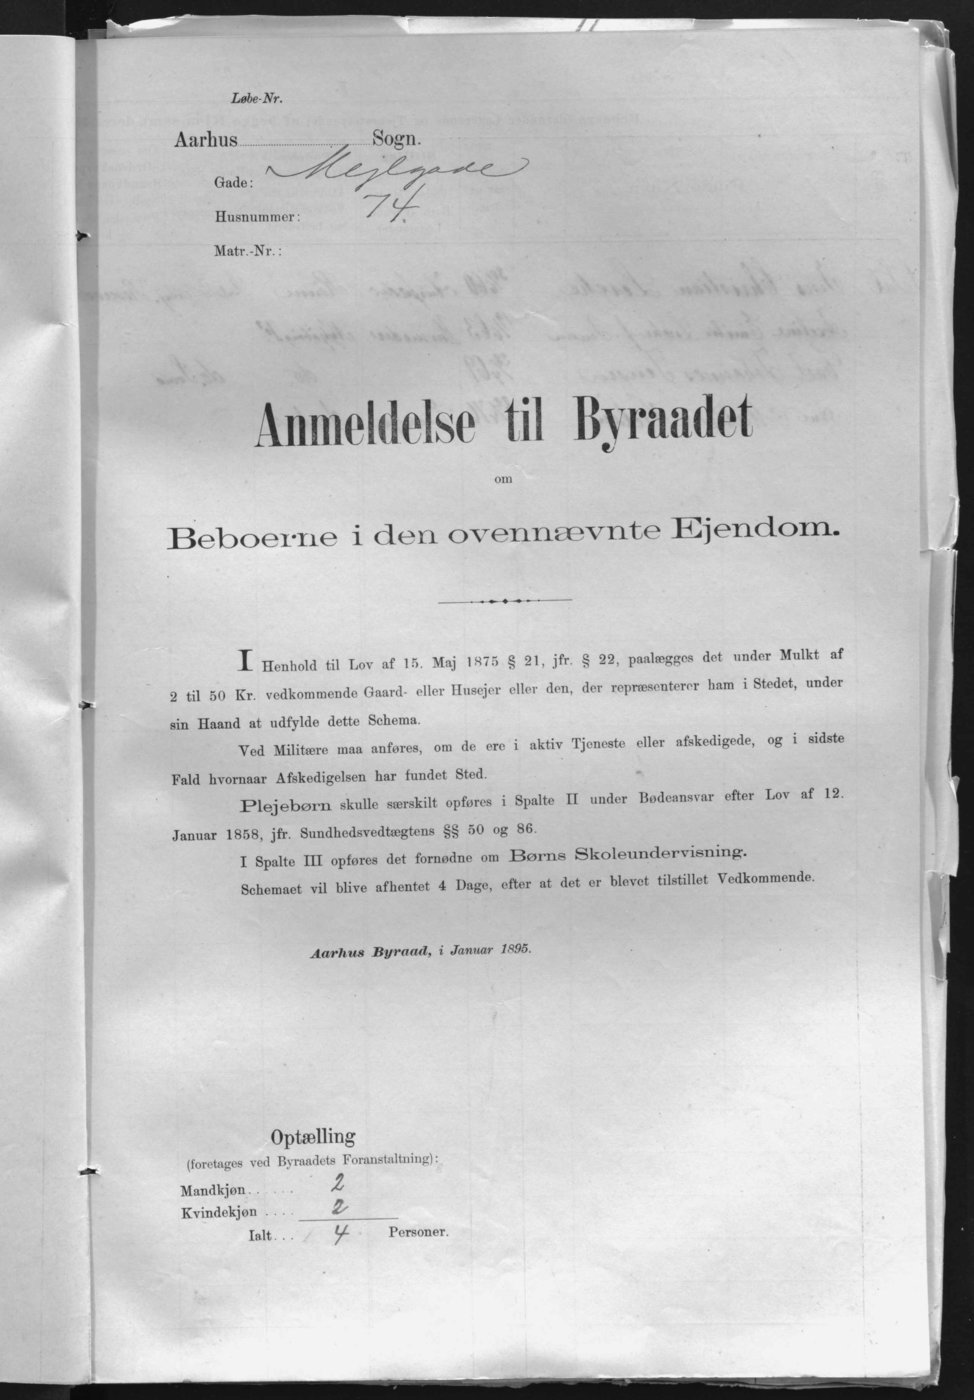 Løbe-Nr.
Aarhus Sogn.
Gade: Mejlgade
Husnummer: 74.
Matr.-Nr.:
Anmeldelse til Byraadet
om
Beboerne i den ovennævnte Ejendom.
I Henhold til Lov af 15. Maj 1875 § 21, jfr. § 22, paalægges det under Mulkt af
2 til 50 Kr. vedkommende Gaard- eller Husejer eller den, der repræsenterer ham i Stedet, under
sin Haand at udfylde dette Schema.
Ved Militære maa anføres, om de ere i aktiv Tjeneste eller afskedigede, og i sidste
Fald hvornaar Afskedigelsen har fundet Sted.
Plejebørn skulle særskilt opføres i Spalte II under Bødeansvar efter Lov af 12.
Januar 1858, jfr. Sundhedsvedtægtens §§ 50 og 86.
I Spalte III opføres det fornødne om Børns Skoleundervisning.
Schemaet vil blive afhentet 4 Dage, efter at det er blevet tilstillet Vedkommende.
Aarhus Byraad, i Januar 1895.
Optælling
(foretages ved Byraadets Foranstaltning):
Mandkjøn..... 2
Kvindekjøn .... 2
Ialt... 4 Personer.